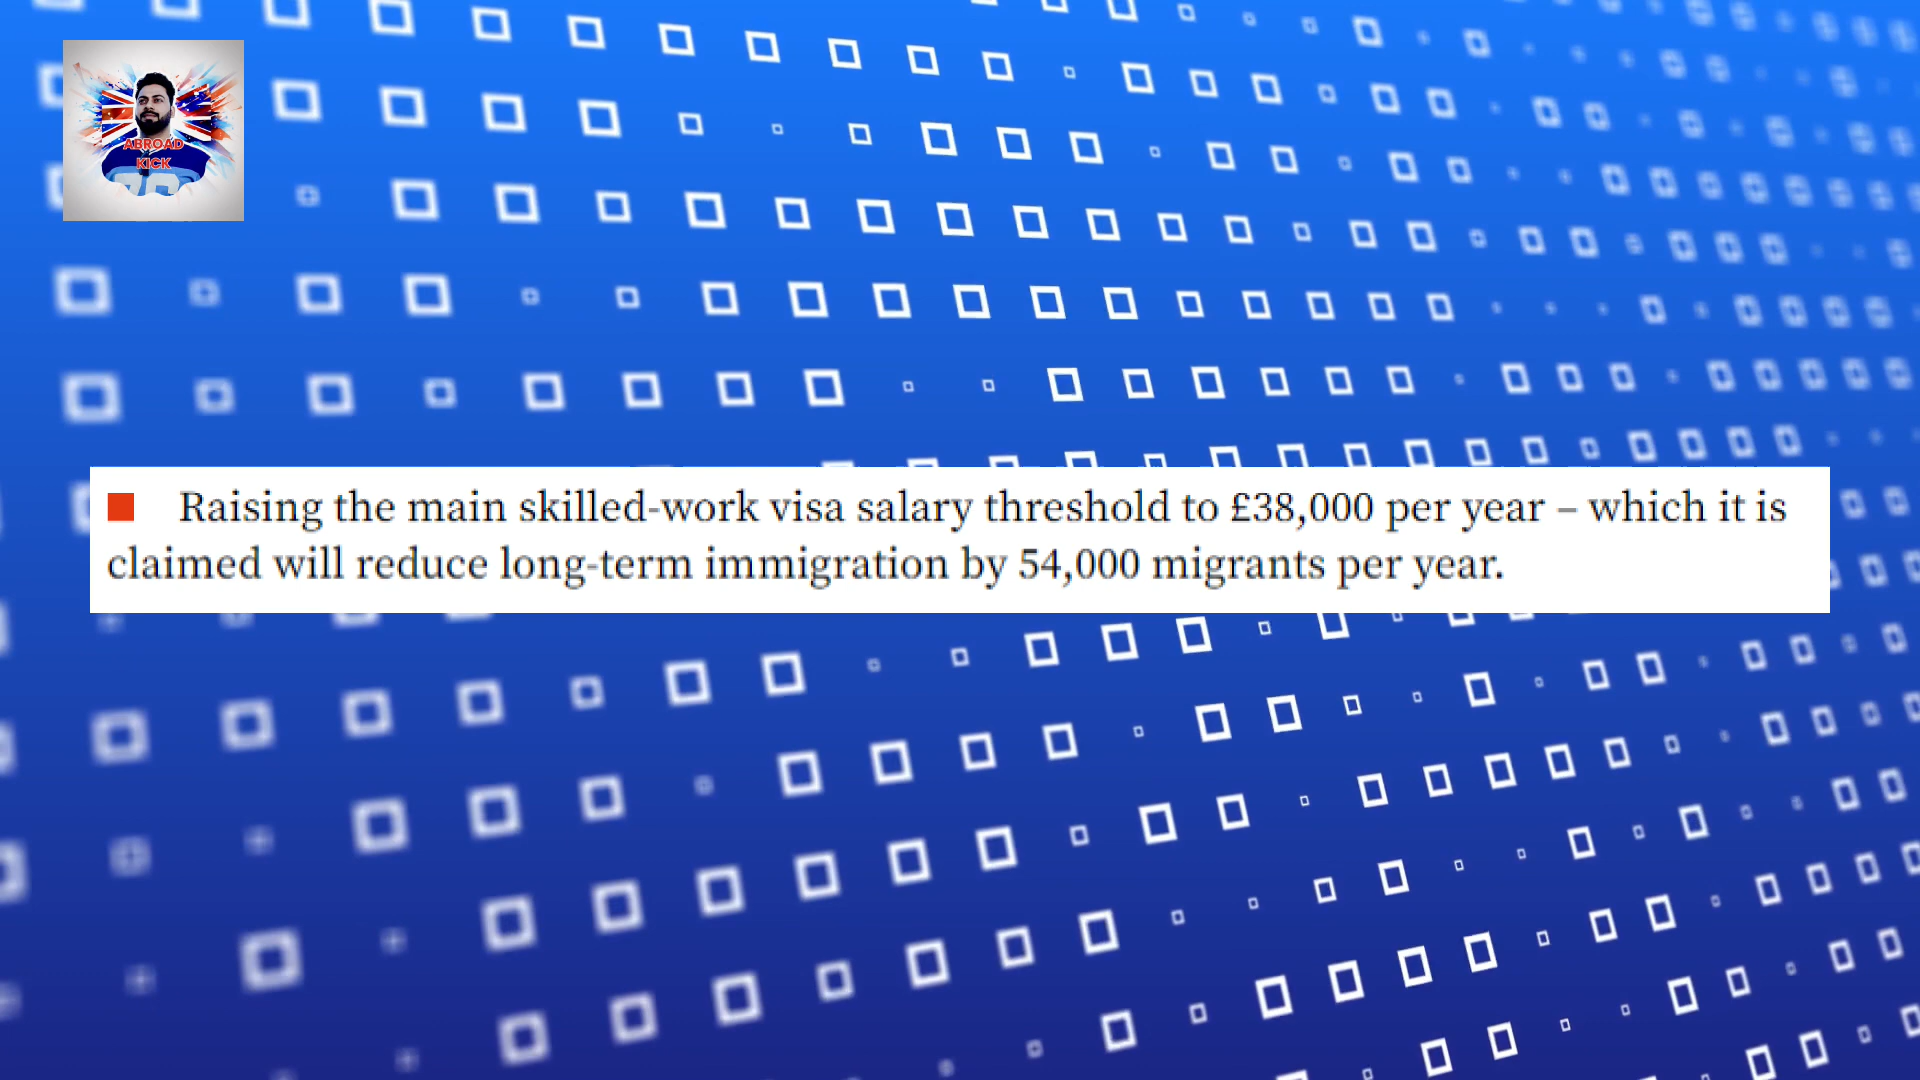 ABROAD
KICK
Raising the main skilled-work visa salary threshold to £38,000 per year – which it is
claimed will reduce long-term immigration by 54,000 migrants per year.